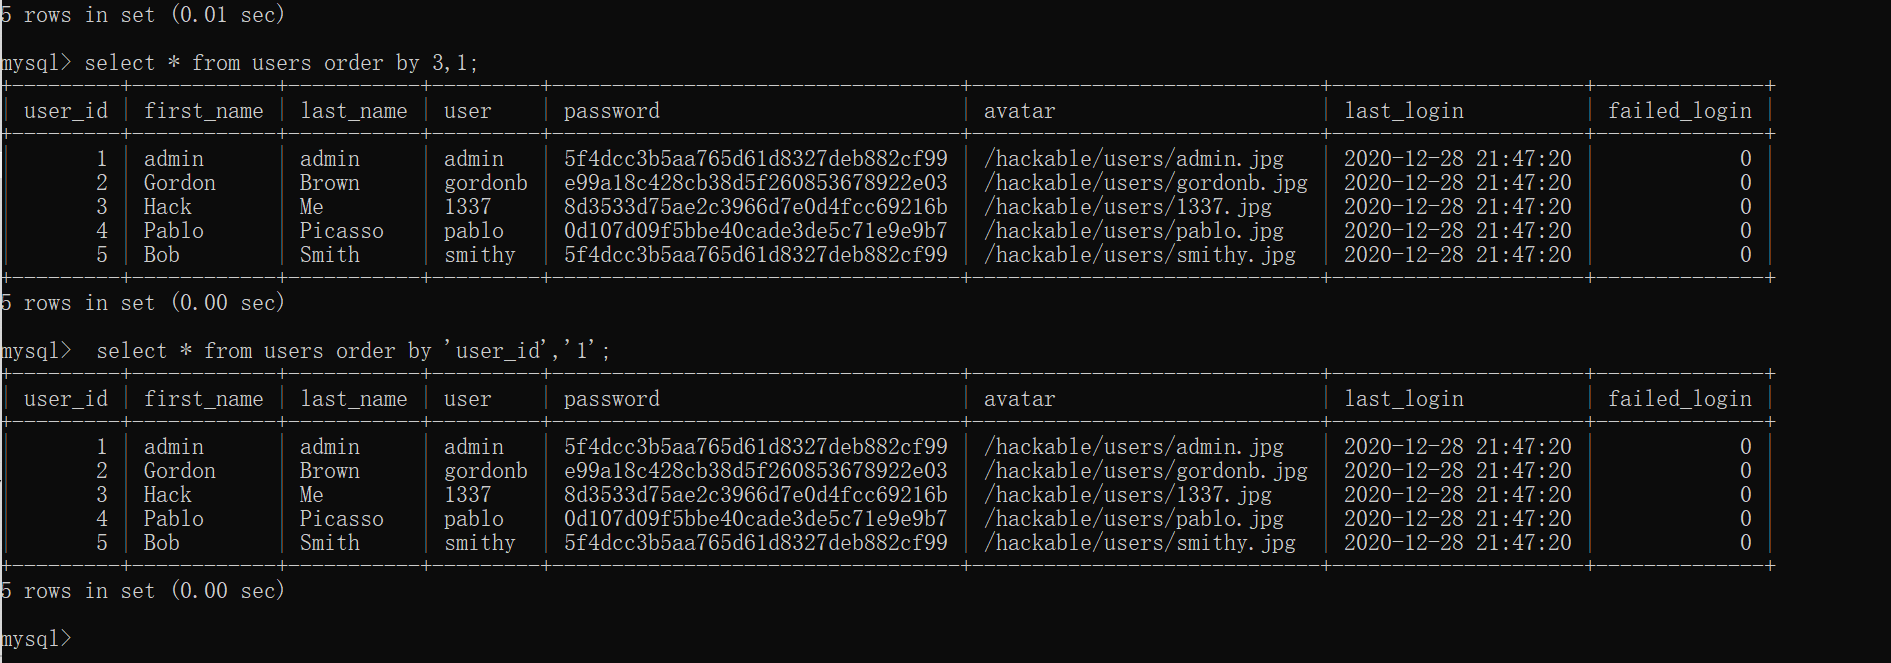 5 rows in set (0.01 sec)
mysql> select * from users order by 3,1;
+---------+------------+-----------+---------+----------------------------------+-----------------------------+---------------------+--------------+
| user_id | first_name | last_name | user    | password                         | avatar                      | last_login          | failed_login |
+---------+------------+-----------+---------+----------------------------------+-----------------------------+---------------------+--------------+
|       1 | admin      | admin     | admin   | 5f4dcc3b5aa765d61d8327deb882cf99 | /hackable/users/admin.jpg   | 2020-12-28 21:47:20 |            0 |
|       2 | Gordon     | Brown     | gordonb | e99a18c428cb38d5f260853678922e03 | /hackable/users/gordonb.jpg | 2020-12-28 21:47:20 |            0 |
|       3 | Hack       | Me        | 1337    | 8d3533d75ae2c3966d7e0d4fcc69216b | /hackable/users/1337.jpg    | 2020-12-28 21:47:20 |            0 |
|       4 | Pablo      | Picasso   | pablo   | 0d107d09f5bbe40cade3de5c71e9e9b7 | /hackable/users/pablo.jpg   | 2020-12-28 21:47:20 |            0 |
|       5 | Bob        | Smith     | smithy  | 5f4dcc3b5aa765d61d8327deb882cf99 | /hackable/users/smithy.jpg  | 2020-12-28 21:47:20 |            0 |
+---------+------------+-----------+---------+----------------------------------+-----------------------------+---------------------+--------------+
5 rows in set (0.00 sec)
mysql>  select * from users order by 'user_id','1';
+---------+------------+-----------+---------+----------------------------------+-----------------------------+---------------------+--------------+
| user_id | first_name | last_name | user    | password                         | avatar                      | last_login          | failed_login |
+---------+------------+-----------+---------+----------------------------------+-----------------------------+---------------------+--------------+
|       1 | admin      | admin     | admin   | 5f4dcc3b5aa765d61d8327deb882cf99 | /hackable/users/admin.jpg   | 2020-12-28 21:47:20 |            0 |
|       2 | Gordon     | Brown     | gordonb | e99a18c428cb38d5f260853678922e03 | /hackable/users/gordonb.jpg | 2020-12-28 21:47:20 |            0 |
|       3 | Hack       | Me        | 1337    | 8d3533d75ae2c3966d7e0d4fcc69216b | /hackable/users/1337.jpg    | 2020-12-28 21:47:20 |            0 |
|       4 | Pablo      | Picasso   | pablo   | 0d107d09f5bbe40cade3de5c71e9e9b7 | /hackable/users/pablo.jpg   | 2020-12-28 21:47:20 |            0 |
|       5 | Bob        | Smith     | smithy  | 5f4dcc3b5aa765d61d8327deb882cf99 | /hackable/users/smithy.jpg  | 2020-12-28 21:47:20 |            0 |
+---------+------------+-----------+---------+----------------------------------+-----------------------------+---------------------+--------------+
5 rows in set (0.00 sec)
mysql>